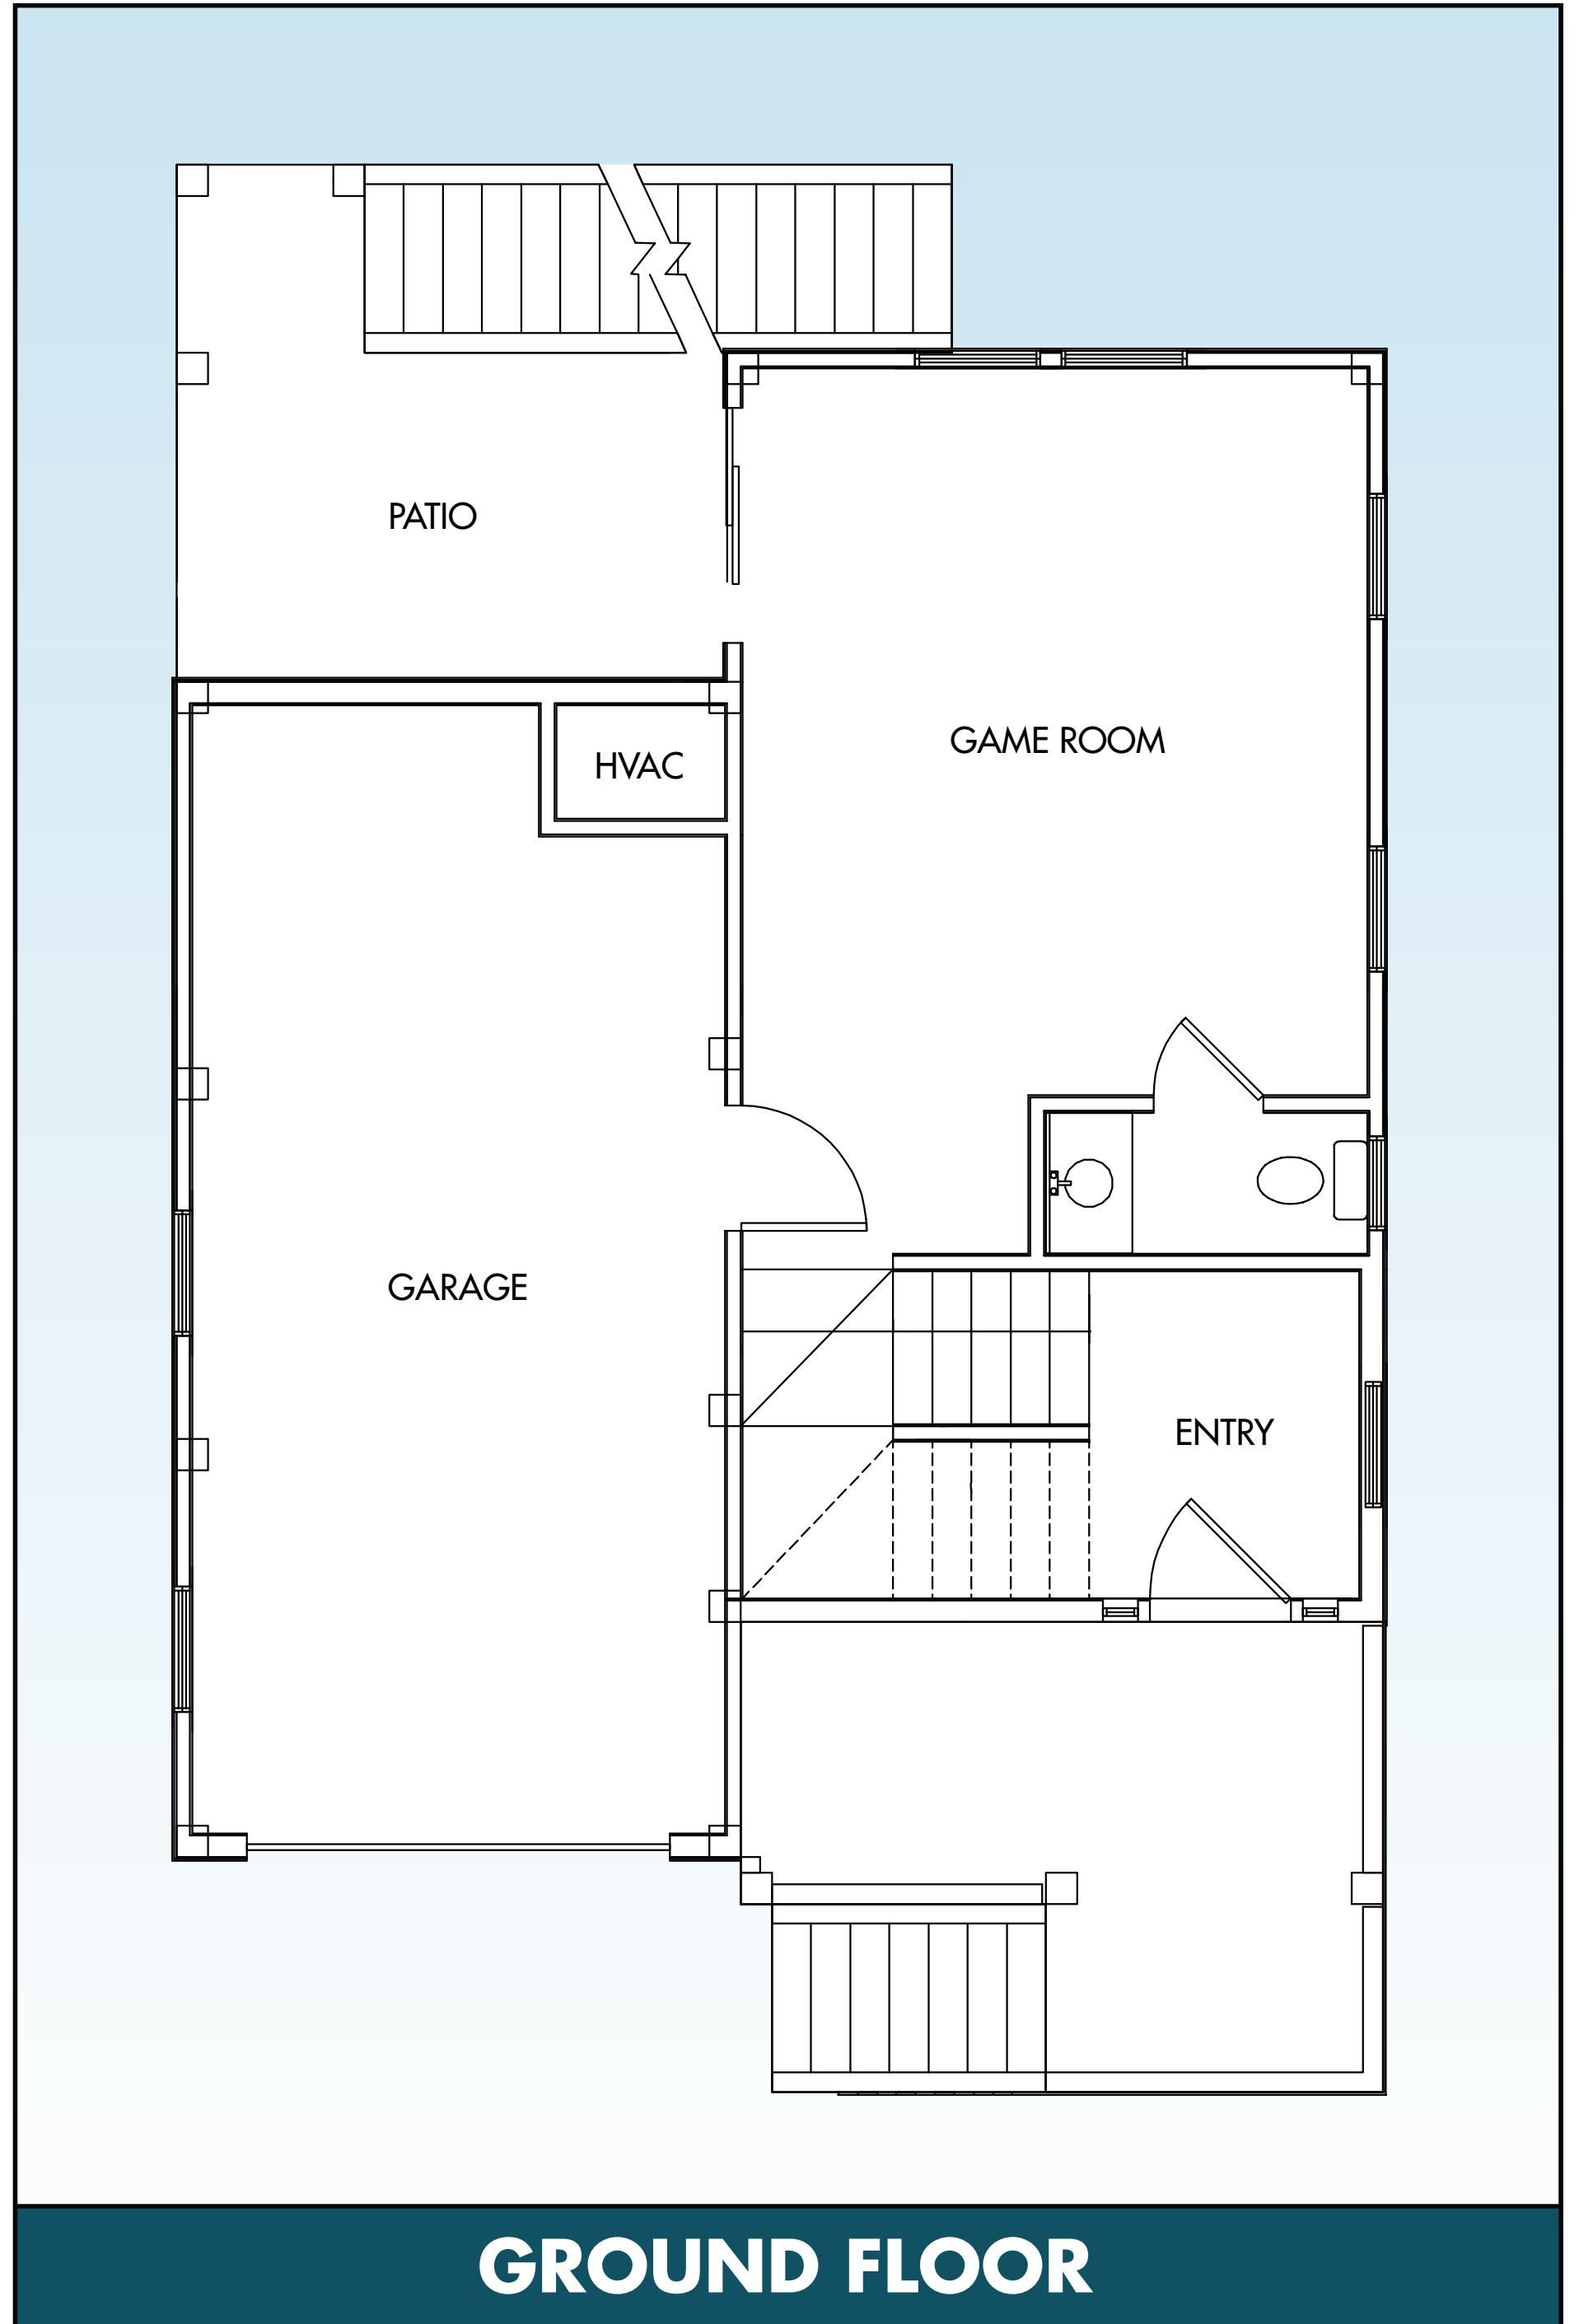 PATIO
GAME ROOM
HVAC
GARAGE
ENTRY
GROUND FLOOR